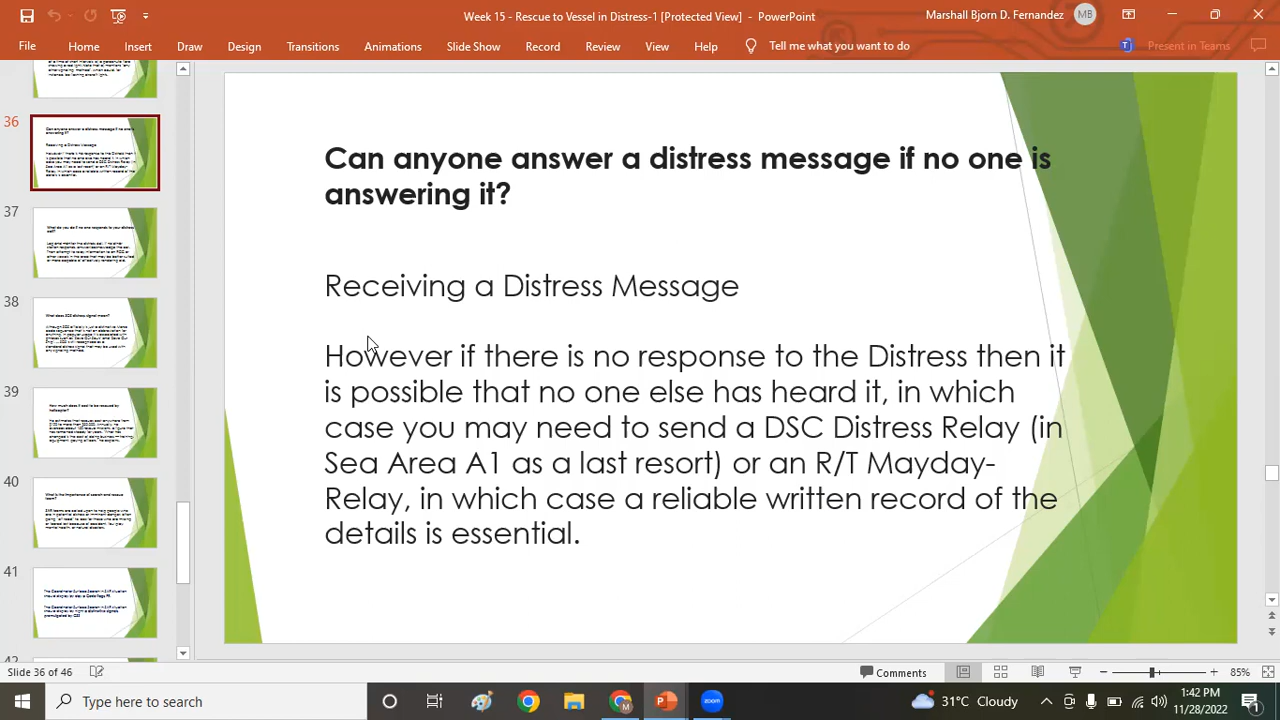 Week 15 - Rescue to Vessel in Distress-1 [Protected View] - PowerPoint
Marshall Bjorn D. Fernandez
MB
File Home Insert Draw Design Transitions Animations Slide Show Record Review View Help Tell me what you want to do
Present in Teams
36
37
38
39
40
41
Can anyone answer a distress message if no one is
answering it?
Receiving a Distress Message
However if there is no response to the Distress then it
is possible that no one else has heard it, in which
case you may need to send a DSC Distress Relay (in
Sea Area A1 as a last resort) or an R/T Mayday-
Relay, in which case a reliable written record of the
details is essential.
Slide 36 of 46
Comments
85%
Type here to search
zoom
31°C Cloudy
1:42 PM
11/28/2022